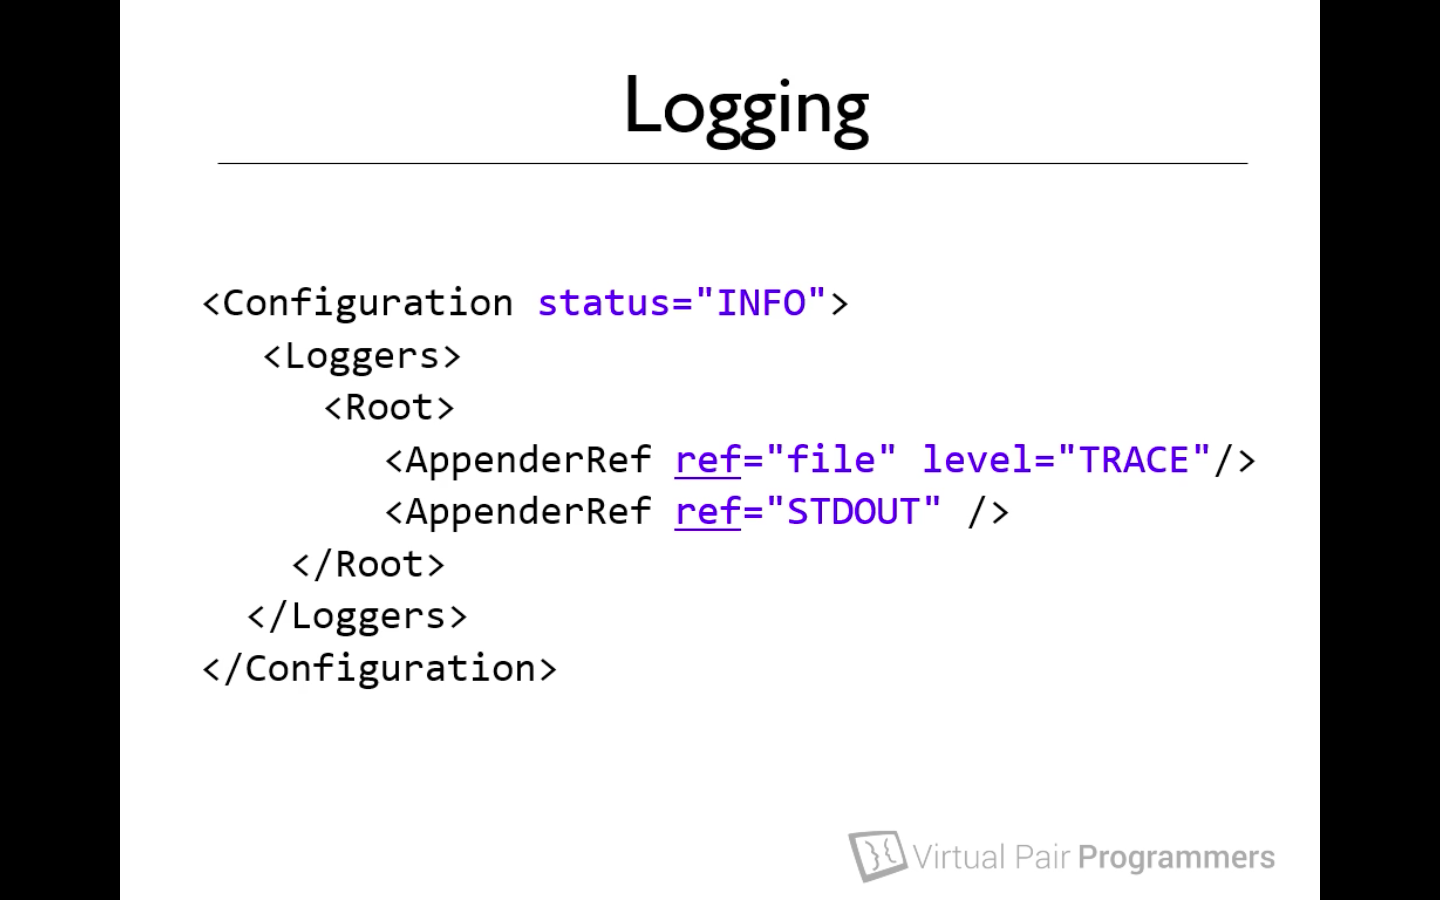 Logging
<Configuration status="INFO">
<Loggers>
<Root>
<AppenderRef ref="file" level="TRACE"/>
<AppenderRef ref="STDOUT" />
</Root>
</Loggers>
</Configuration>
Virtual Pair Programmers